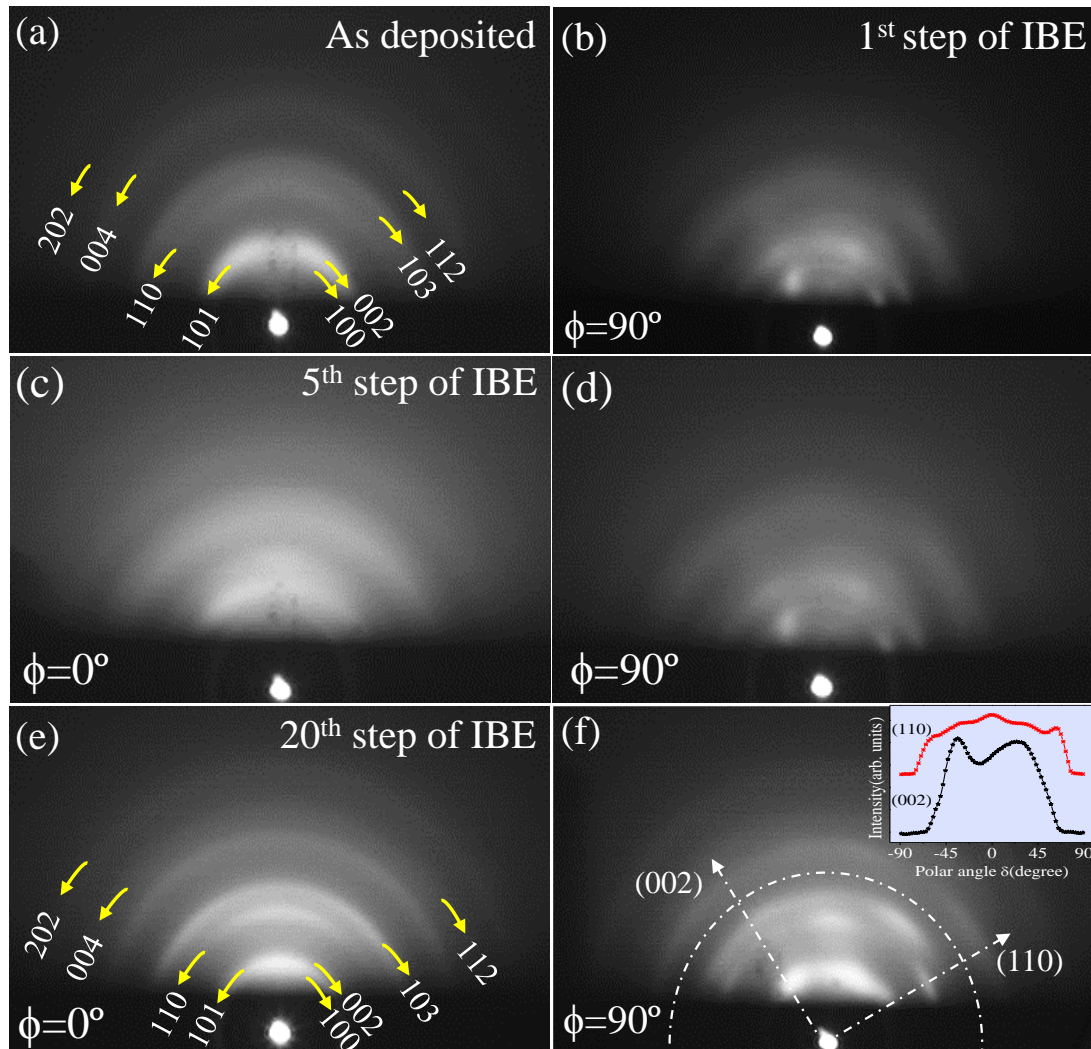 (a) As deposited
202
004
110
101
100
002
103
112
(b) 1st step of IBE
ϕ=90º
(c) 5th step of IBE
ϕ=0º
(d)
ϕ=90º
(e) 20th step of IBE
202
004
110
101
100
002
103
112
ϕ=0º
(f)
Intensity(arb. units)
(110)
(002)
-90 -45 0 45 90
Polar angle δ(degree)
(002)
(110)
ϕ=90º